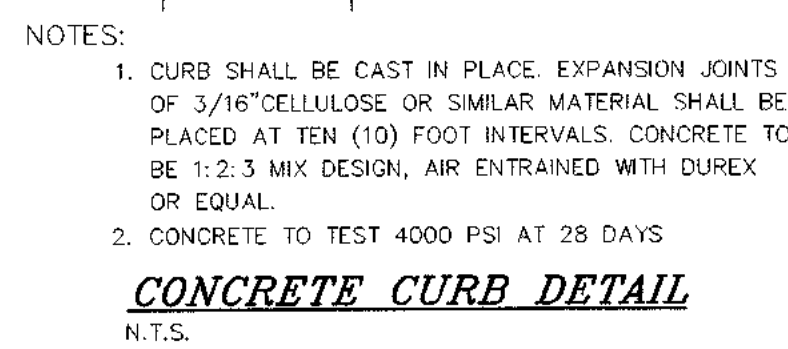 NOTES:
1. CURB SHALL BE CAST IN PLACE. EXPANSION JOINTS
OF 3/16"CELLULOSE OR SIMILAR MATERIAL SHALL BE
PLACED AT TEN (10) FOOT INTERVALS. CONCRETE TO
BE 1:2:3 MIX DESIGN, AIR ENTRAINED WITH DUREX
OR EQUAL.
2. CONCRETE TO TEST 4000 PSI AT 28 DAYS
CONCRETE CURB DETAIL
N.T.S.